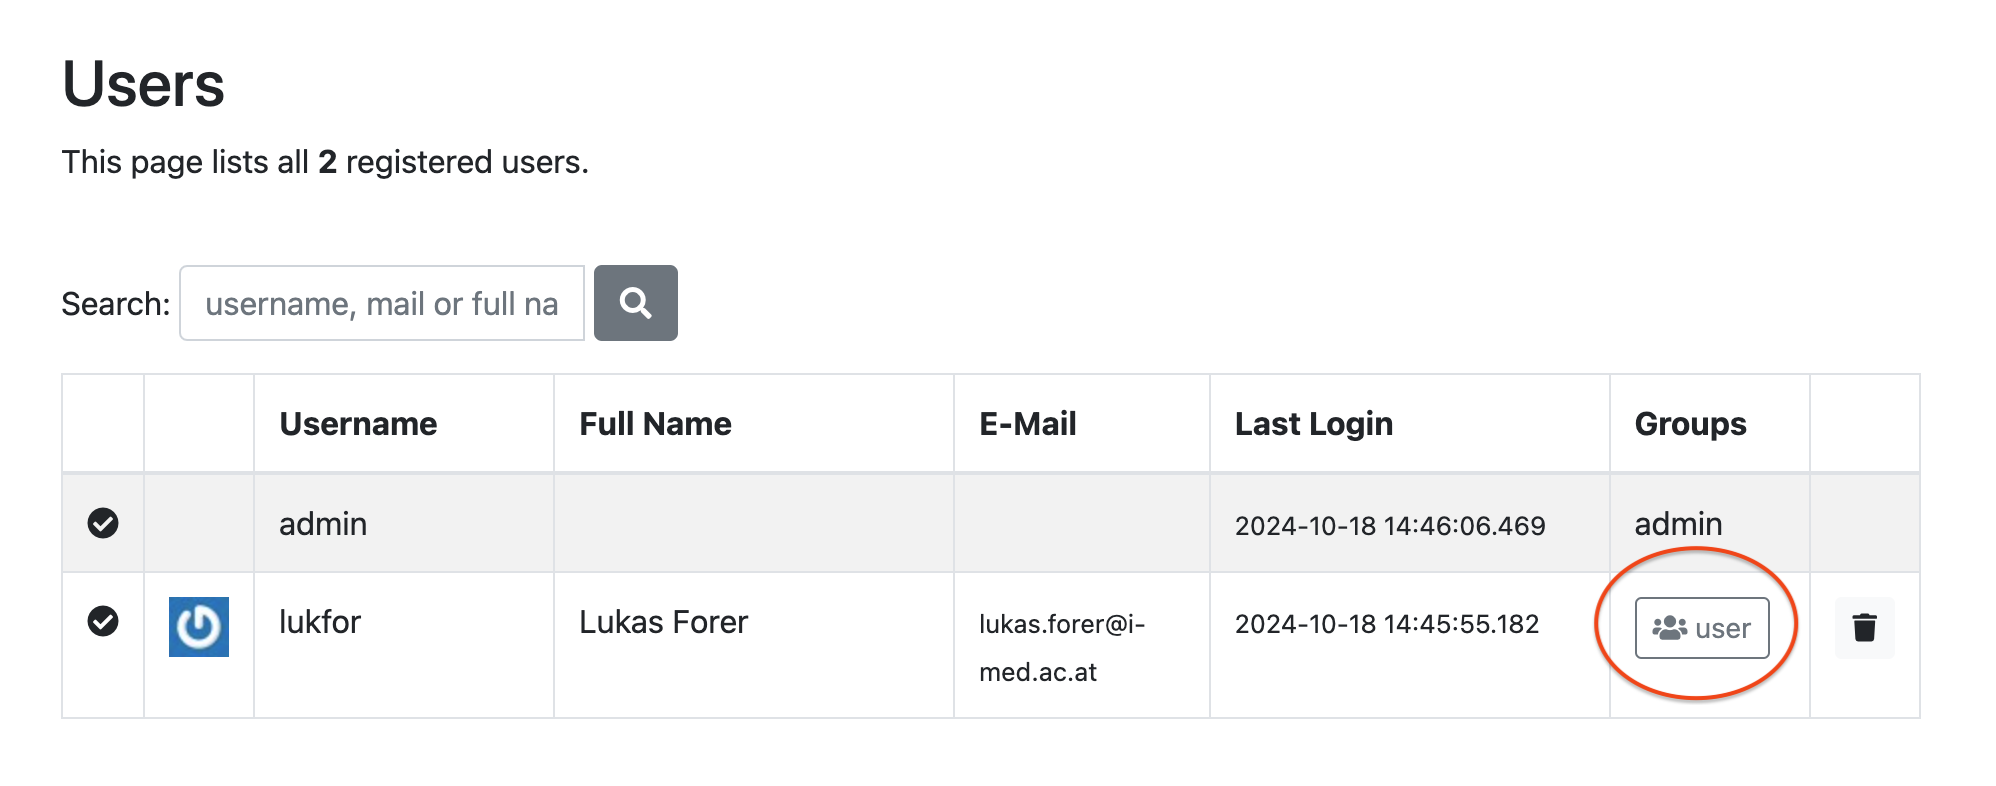 Users
This page lists all 2 registered users.
Search: username, mail or full na
Username Full Name E-Mail Last Login Groups
admin 2024-10-18 14:46:06.469 admin
lukfor Lukas Forer lukas.forer@i- 2024-10-18 14:45:55.182 user
med.ac.at